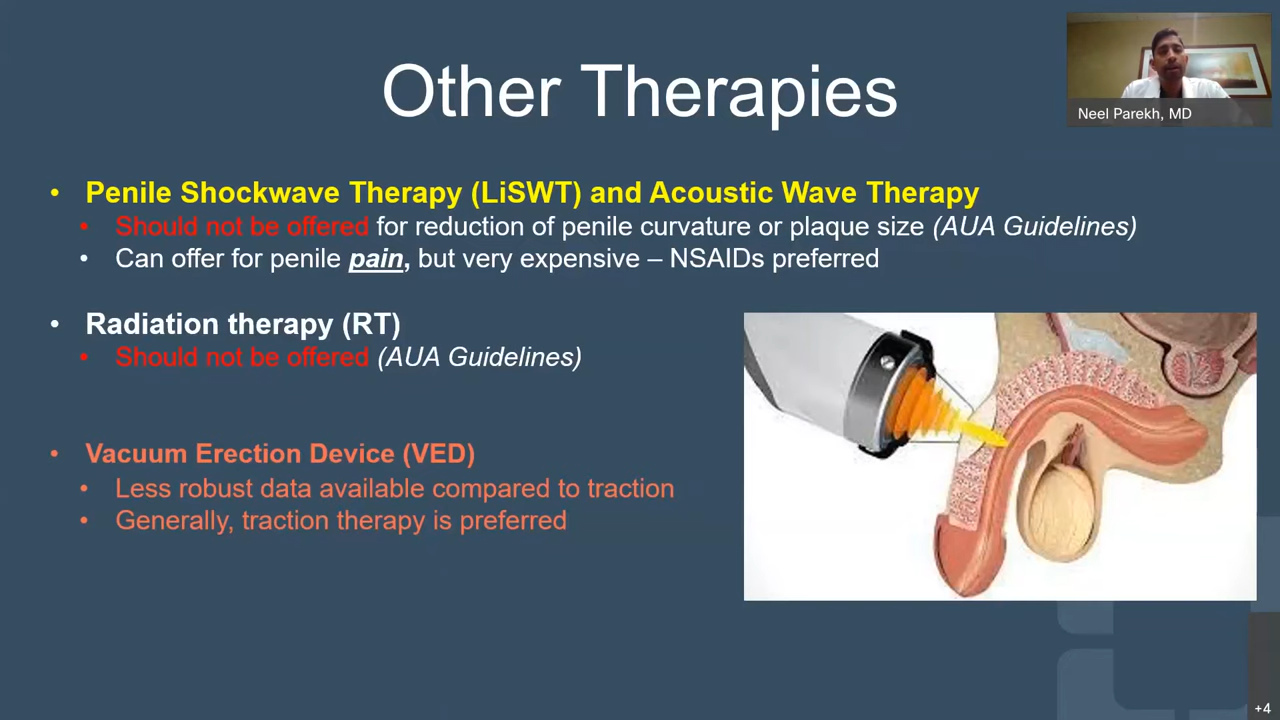 Other Therapies
Neel Parekh, MD
• Penile Shockwave Therapy (LiSWT) and Acoustic Wave Therapy
• Should not be offered for reduction of penile curvature or plaque size (AUA Guidelines)
• Can offer for penile pain, but very expensive – NSAIDs preferred
• Radiation therapy (RT)
• Should not be offered (AUA Guidelines)
• Vacuum Erection Device (VED)
• Less robust data available compared to traction
• Generally, traction therapy is preferred
+4